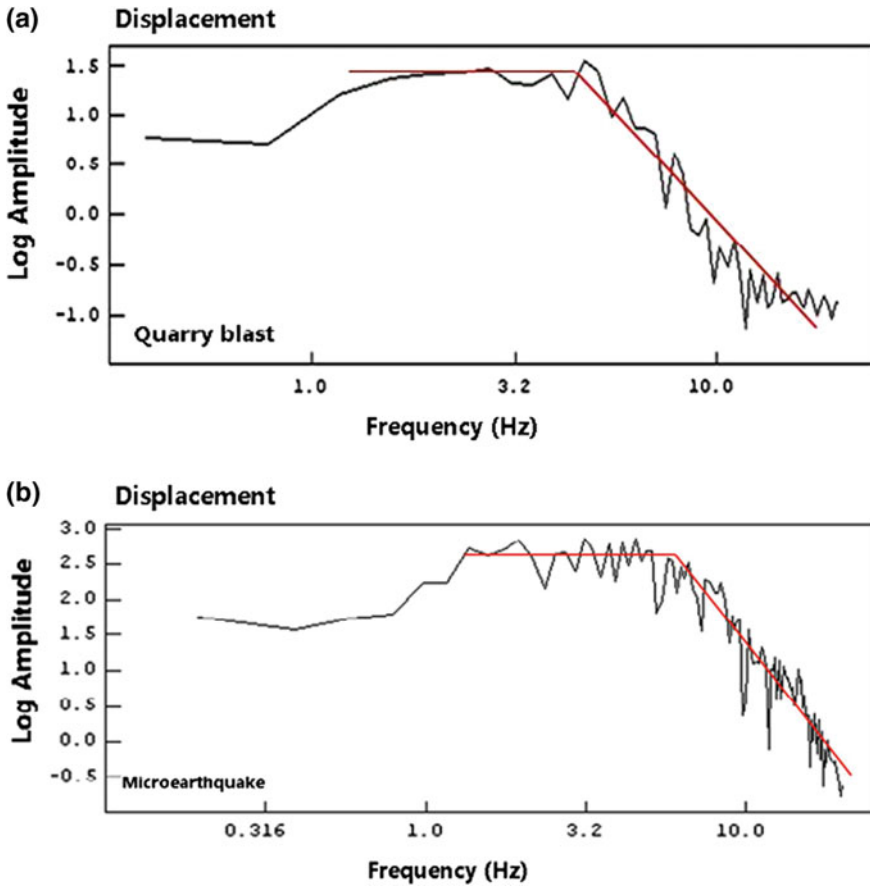 (a) Displacement
Log Amplitude
1.5
1.0
0.5
0.0
-0.5
-1.0
Quarry blast
1.0 3.2 10.0
Frequency (Hz)
(b) Displacement
Log Amplitude
3.0
2.5
2.0
1.5
1.0
0.5
0.0
-0.5
Microearthquake
0.316 1.0 3.2 10.0
Frequency (Hz)